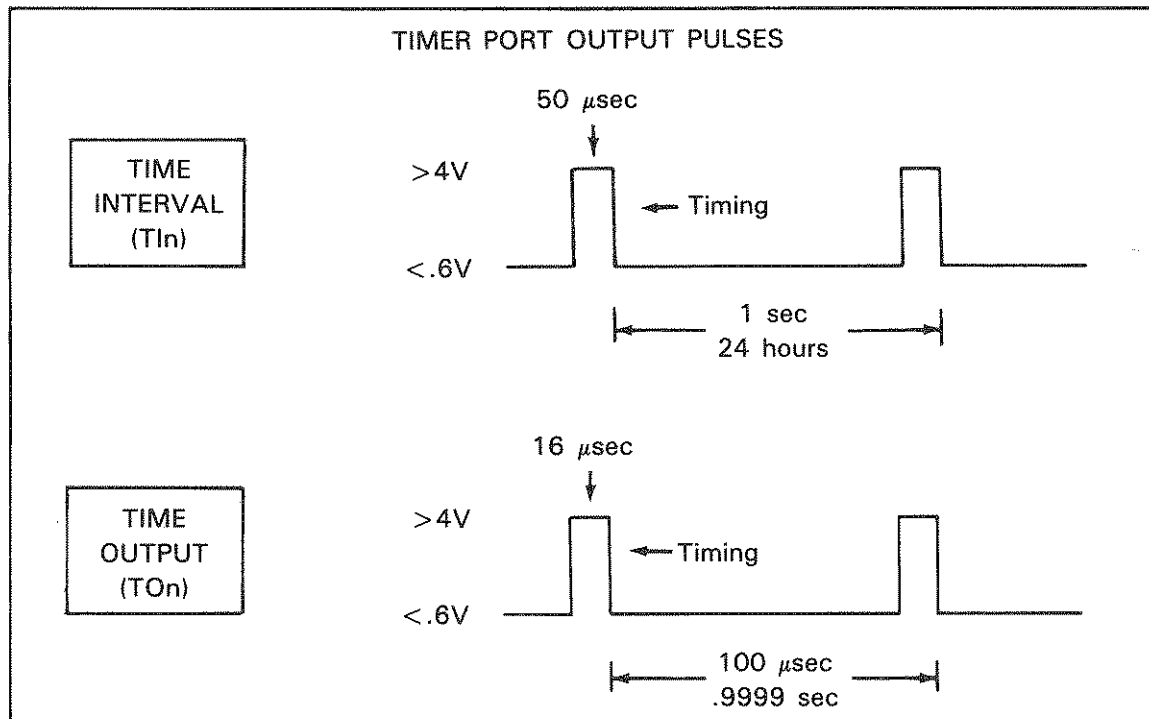 TIMER PORT OUTPUT PULSES
50 μsec
TIME
INTERVAL
(TIn)
>4V
Timing
<.6V
1 sec
24 hours
16 μsec
TIME
OUTPUT
(TOn)
>4V
Timing
<.6V
100 μsec
.9999 sec